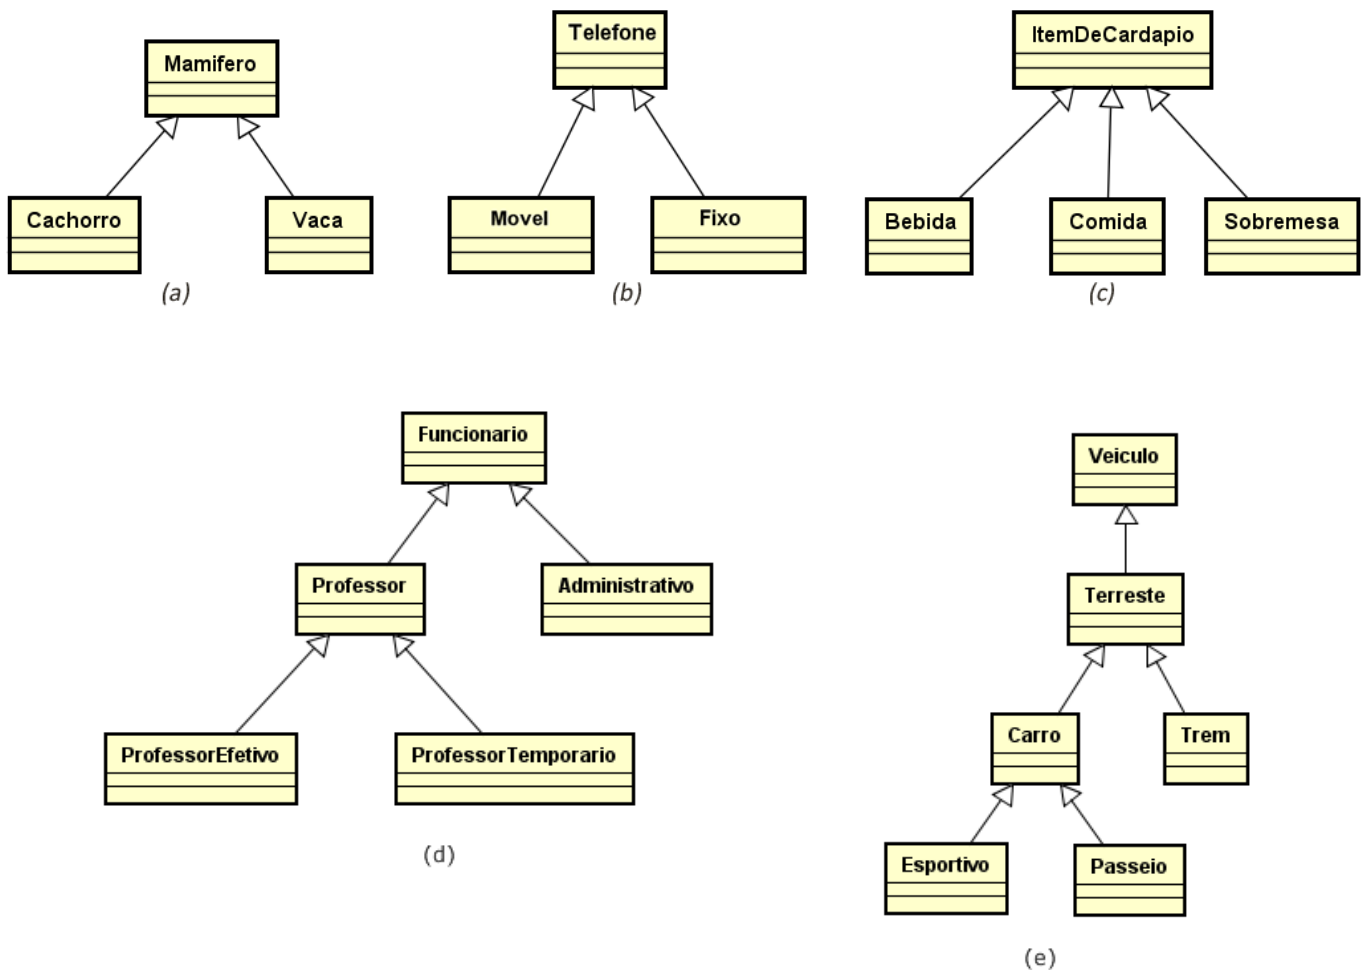 Mamifero
Cachorro
Vaca
(a)
Telefone
Movel
Fixo
(b)
ItemDeCardapio
Bebida
Comida
Sobremesa
(c)
Funcionario
Professor
Administrativo
ProfessorEfetivo
ProfessorTemporario
(d)
Veiculo
Terreste
Carro
Trem
Esportivo
Passeio
(e)